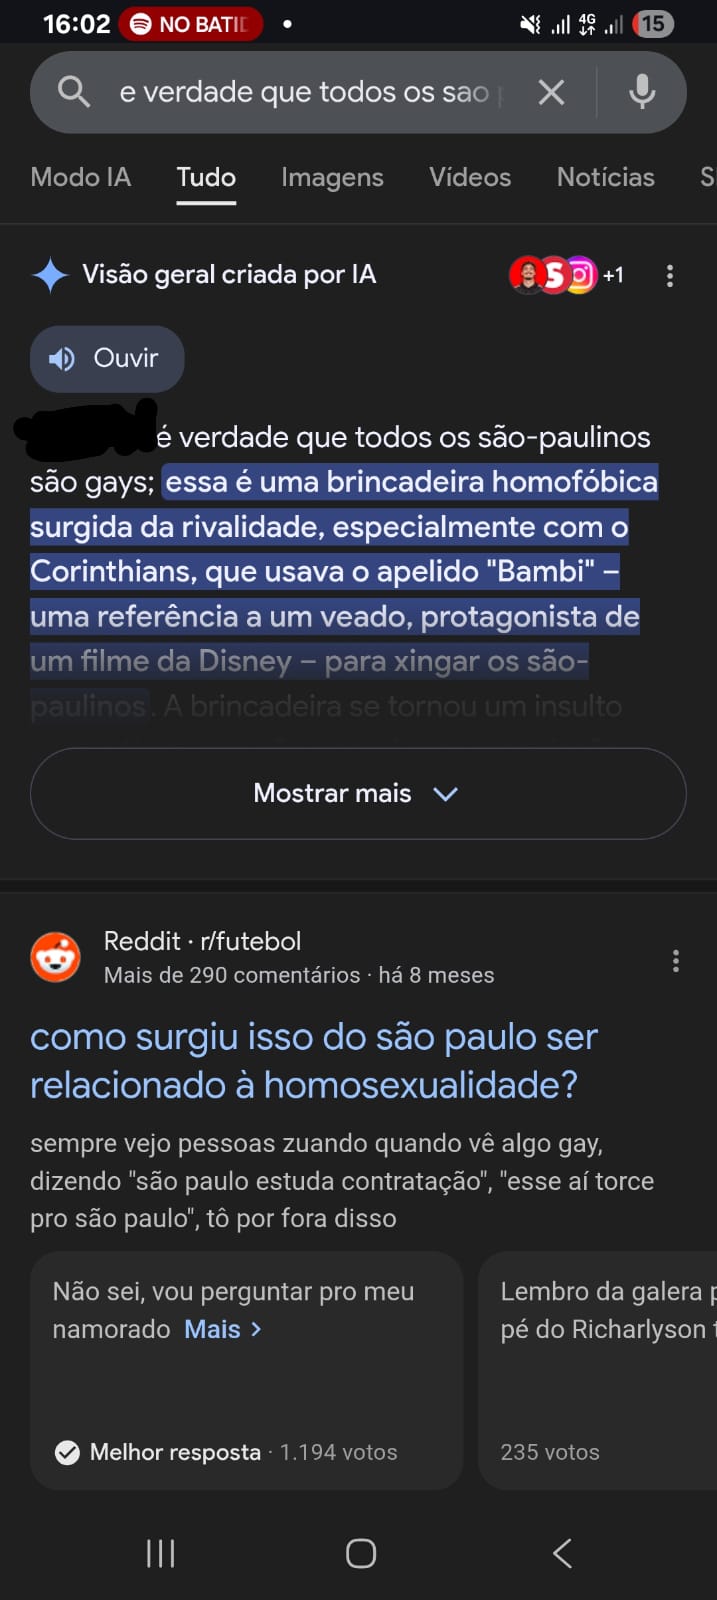 16:02 NO BATI 4G 15
e verdade que todos os sao
Modo IA Tudo Imagens Vídeos Notícias S
Visão geral criada por IA S +1
Ouvir
é verdade que todos os são-paulinos
são gays; essa é uma brincadeira homofóbica
surgida da rivalidade, especialmente com o
Corinthians, que usava o apelido "Bambi" –
uma referência a um veado, protagonista de
um filme da Disney – para xingar os são-
paulinos. A brincadeira se tornou um insulto
Mostrar mais
Reddit · r/futebol
Mais de 290 comentários · há 8 meses
como surgiu isso do são paulo ser
relacionado à homosexualidade?
sempre vejo pessoas zuando quando vê algo gay,
dizendo "são paulo estuda contratação", "esse aí torce
pro são paulo", tô por fora disso
Não sei, vou perguntar pro meu
namorado Mais >
Melhor resposta · 1.194 votos
Lembro da galera p
pé do Richarlyson t
235 votos